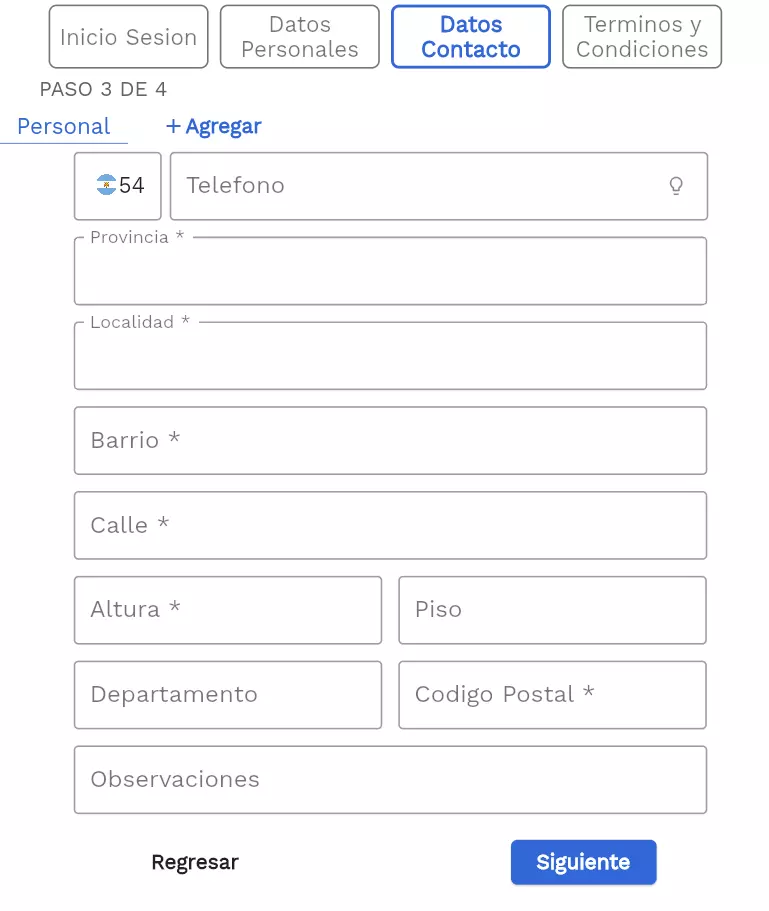 Inicio Sesion
Datos Personales
Datos Contacto
Terminos y Condiciones
PASO 3 DE 4
Personal
+ Agregar
54
Telefono
Provincia *
Localidad *
Barrio *
Calle *
Altura *
Piso
Departamento
Codigo Postal *
Observaciones
Regresar
Siguiente